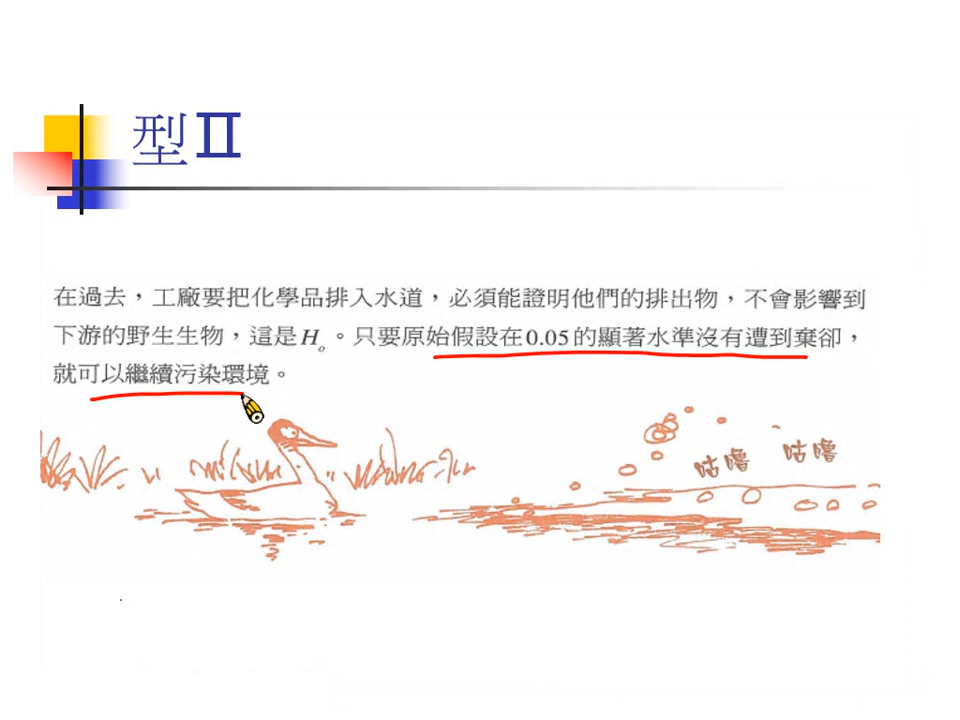 型Ⅱ
在過去，工廠要把化學品排入水道，必須能證明他們的排出物，不會影響到
下游的野生生物，這是H₀。只要原始假設在0.05的顯著水準沒有遭到棄卻，
就可以繼續污染環境。
咕嚕 咕嚕